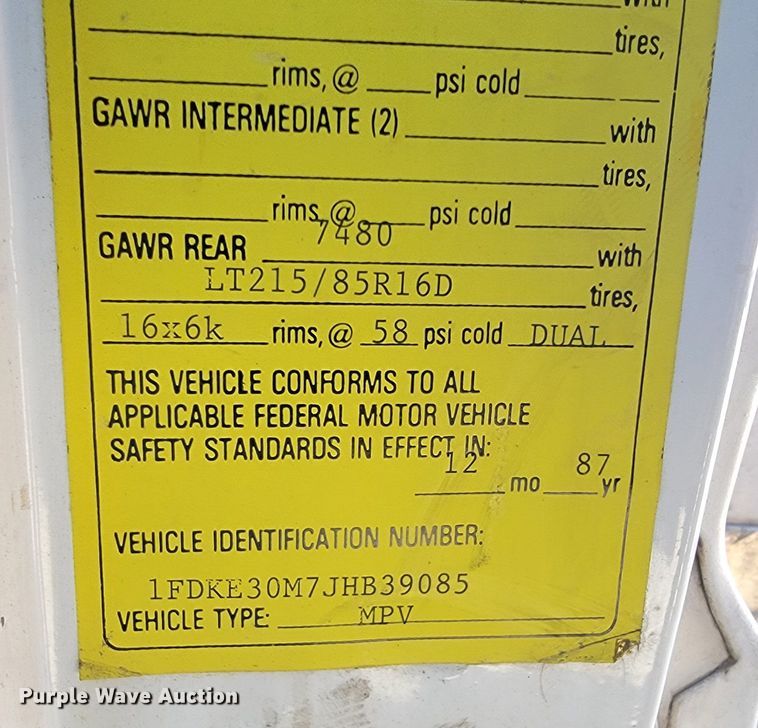 with
tires,
rims, @ psi cold
GAWR INTERMEDIATE (2) with
tires,
rims, @ psi cold
GAWR REAR 7480 with
LT215/85R16D tires,
16x6k rims, @ 58 psi cold DUAL
THIS VEHICLE CONFORMS TO ALL
APPLICABLE FEDERAL MOTOR VEHICLE
SAFETY STANDARDS IN EFFECT IN:
12 mo 87 yr
VEHICLE IDENTIFICATION NUMBER:
1FDKE30M7JHB39085
VEHICLE TYPE: MPV
Purple Wave Auction